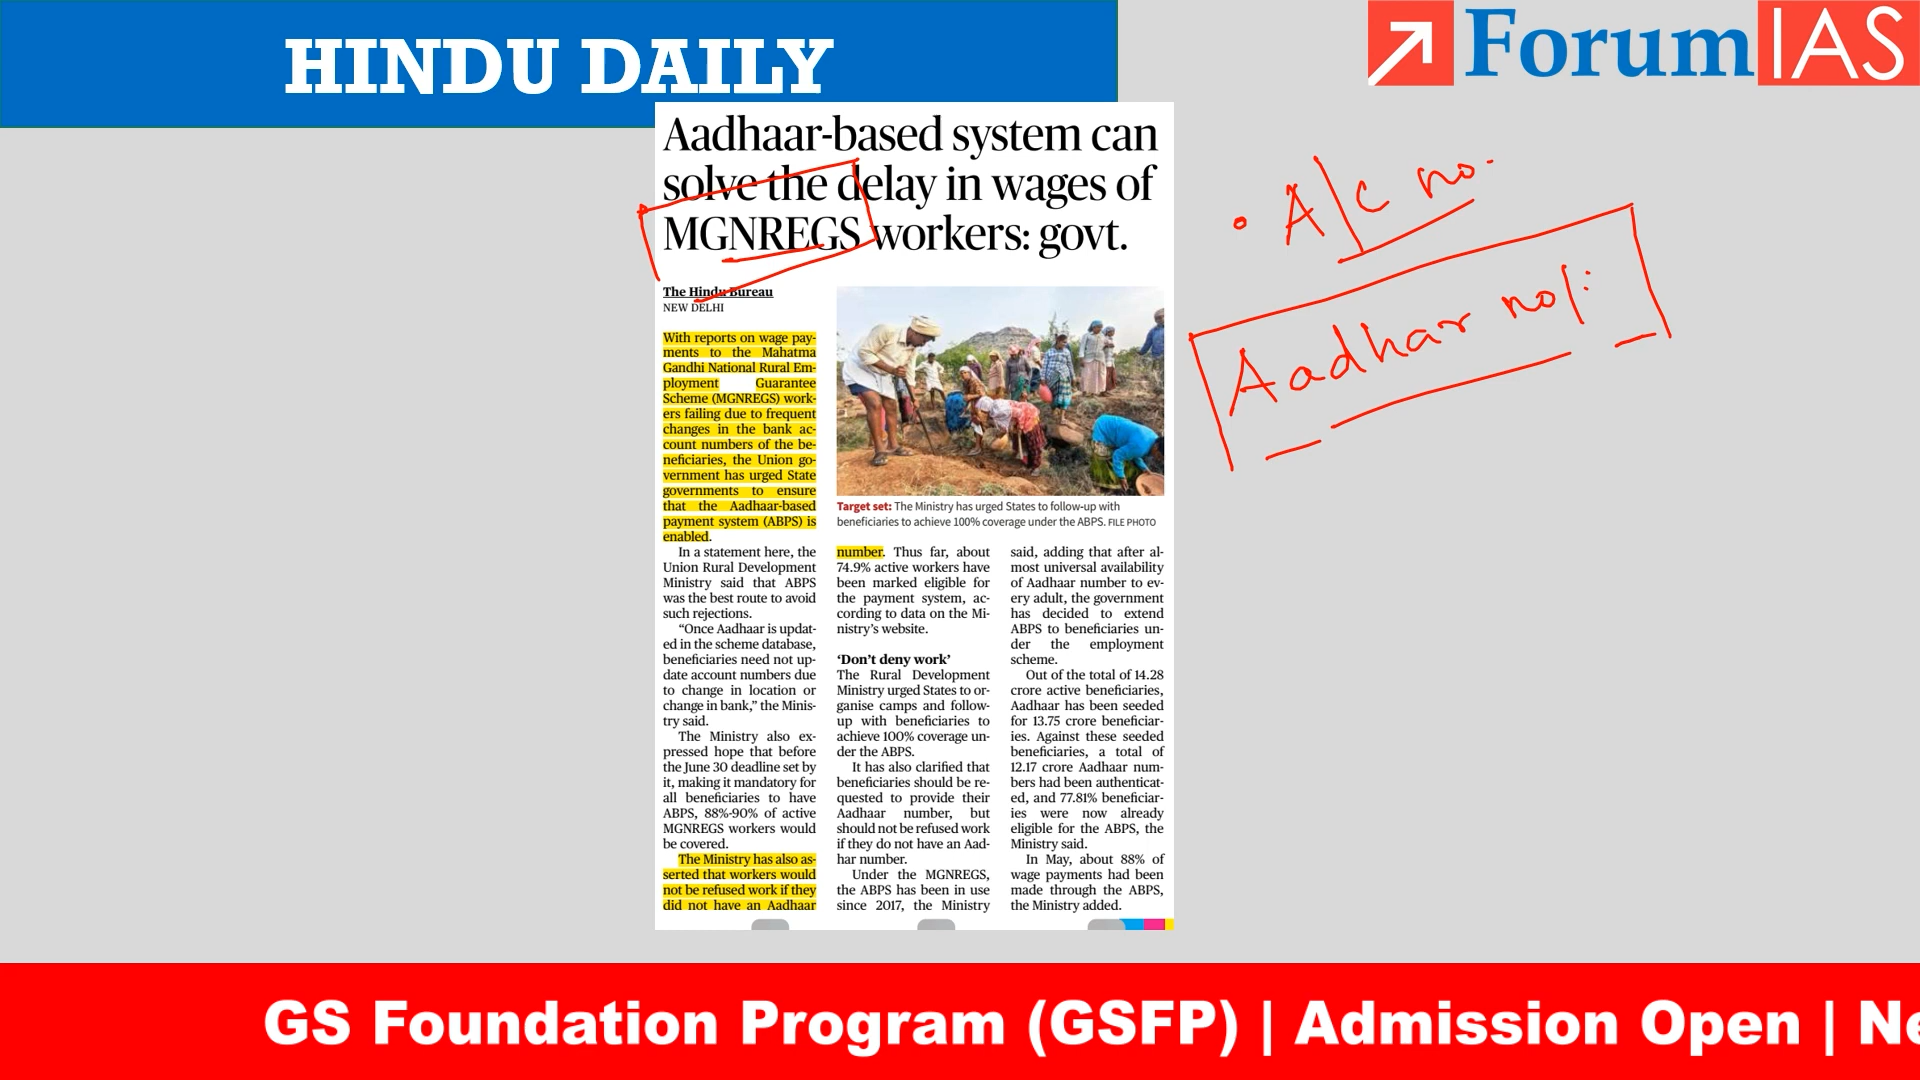 HINDU DAILY
Forum IAS
Aadhaar-based system can
solve the delay in wages of
MGNREGS workers: govt.
The Hindu Bureau
NEW DELHI
With reports on wage pay-
ments to the Mahatma
Gandhi National Rural Em-
ployment Guarantee
Scheme (MGNREGS) work-
ers failing due to frequent
changes in the bank ac-
count numbers of the be-
neficiaries, the Union go-
vernment has urged State
governments to ensure
that the Aadhaar-based
payment system (ABPS) is
enabled.
In a statement here, the
Union Rural Development
Ministry said that ABPS
was the best route to avoid
such rejections.
“Once Aadhaar is updat-
ed in the scheme database,
beneficiaries need not up-
date account numbers due
to change in location or
change in bank,” the Minis-
try said.
The Ministry also ex-
pressed hope that before
the June 30 deadline set by
it, making it mandatory for
all beneficiaries to have
ABPS, 88%-90% of active
MGNREGS workers would
be covered.
The Ministry has also as-
serted that workers would
not be refused work if they
did not have an Aadhaar
Target set: The Ministry has urged States to follow-up with
beneficiaries to achieve 100% coverage under the ABPS. FILE PHOTO
number. Thus far, about
74.9% active workers have
been marked eligible for
the payment system, ac-
cording to data on the Mi-
nistry’s website.
‘Don’t deny work’
The Rural Development
Ministry urged States to or-
ganise camps and follow-
up with beneficiaries to
achieve 100% coverage un-
der the ABPS.
It has also clarified that
beneficiaries should be re-
quested to provide their
Aadhaar number, but
should not be refused work
if they do not have an Aad-
har number.
Under the MGNREGS,
the ABPS has been in use
since 2017, the Ministry
said, adding that after al-
most universal availability
of Aadhaar number to ev-
ery adult, the government
has decided to extend
ABPS to beneficiaries un-
der the employment
scheme.
Out of the total of 14.28
crore active beneficiaries,
Aadhaar has been seeded
for 13.75 crore beneficiar-
ies. Against these seeded
beneficiaries, a total of
12.17 crore Aadhaar num-
bers had been authenticat-
ed, and 77.81% beneficiar-
ies were now already
eligible for the ABPS, the
Ministry said.
In May, about 88% of
wage payments had been
made through the ABPS,
the Ministry added.
• A/C no.
Aadhar no/:
GS Foundation Program (GSFP) | Admission Open | Ne